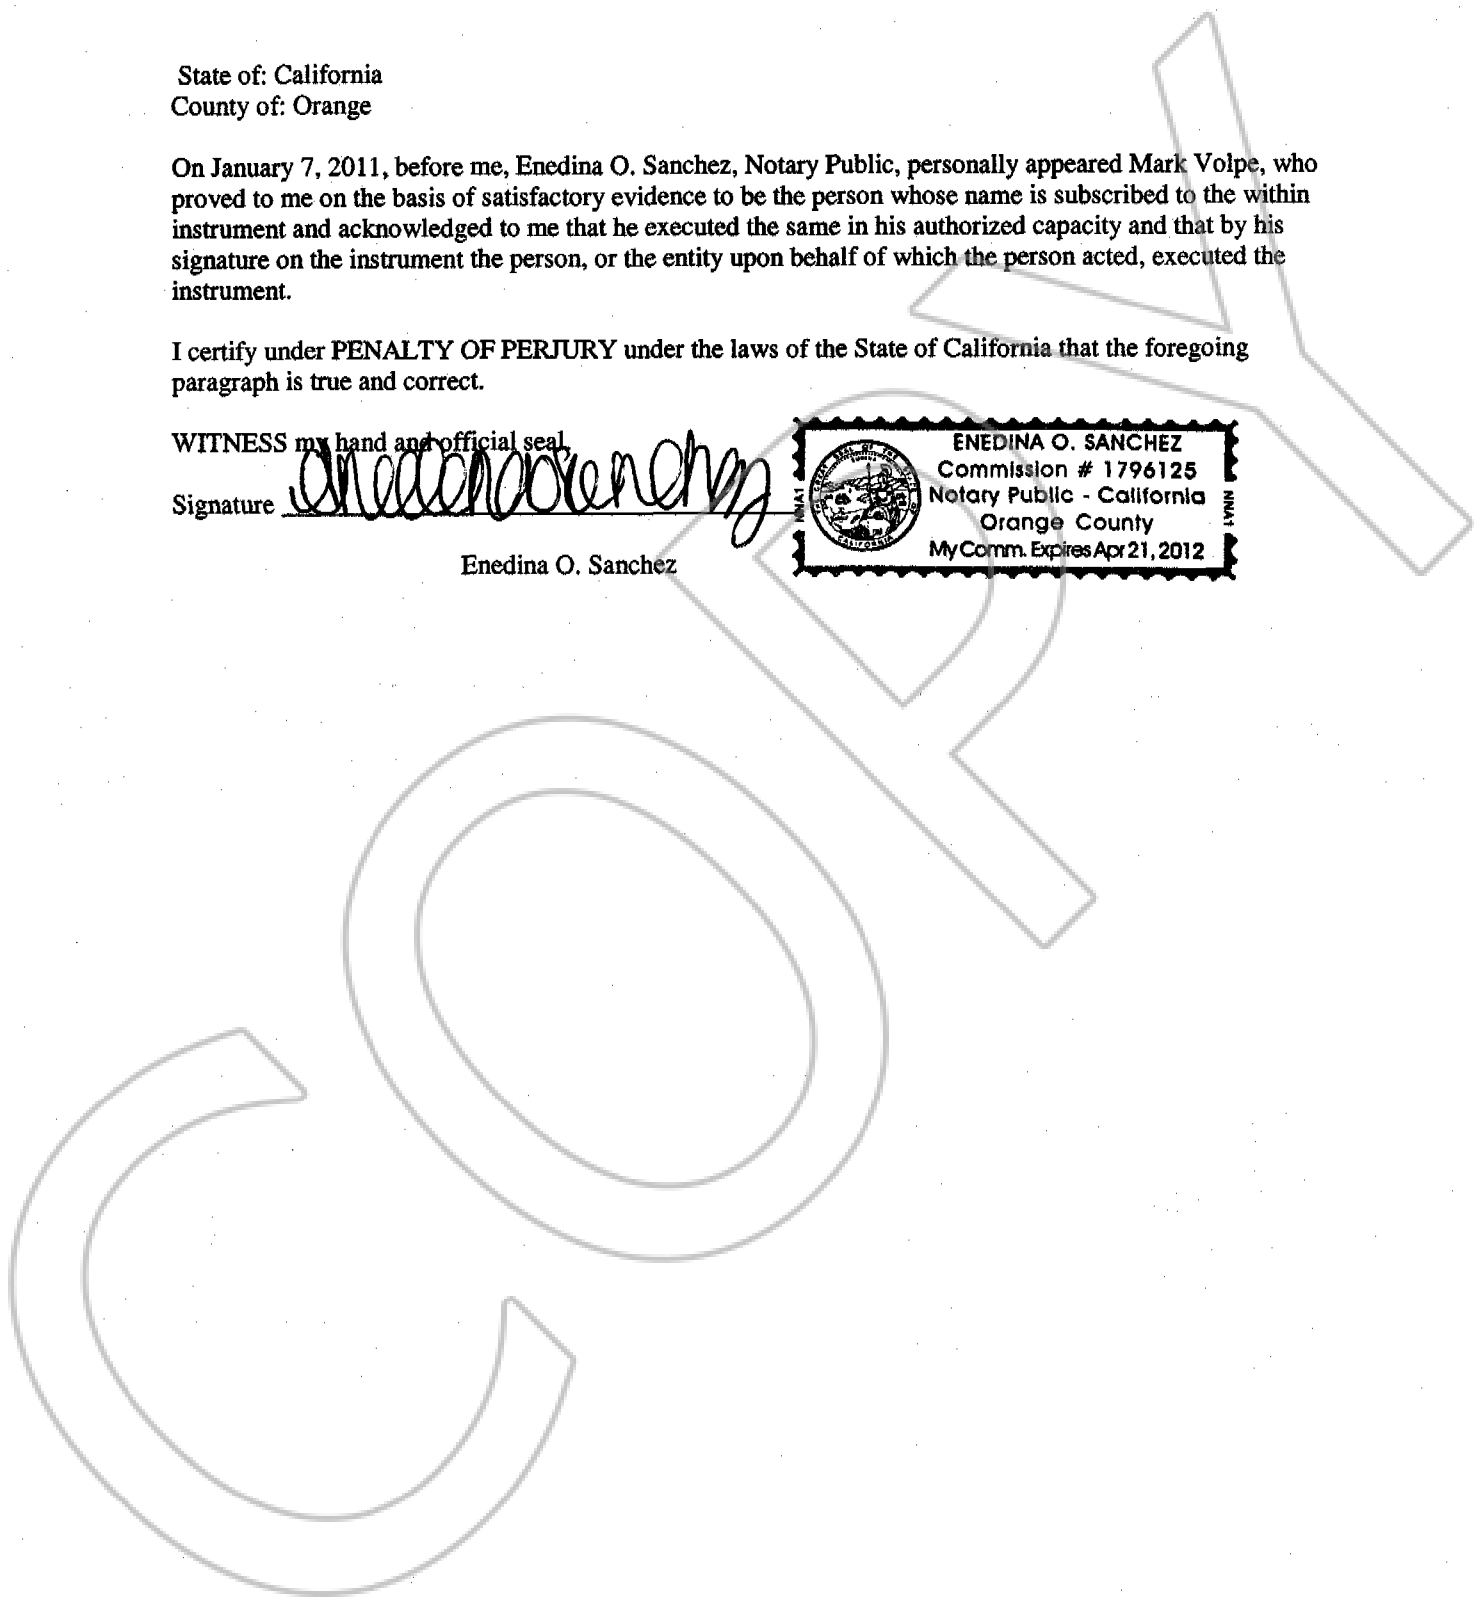 State of: California
County of: Orange
On January 7, 2011, before me, Enedina O. Sanchez, Notary Public, personally appeared Mark Volpe, who
proved to me on the basis of satisfactory evidence to be the person whose name is subscribed to the within
instrument and acknowledged to me that he executed the same in his authorized capacity and that by his
signature on the instrument the person, or the entity upon behalf of which the person acted, executed the
instrument.
I certify under PENALTY OF PERJURY under the laws of the State of California that the foregoing
paragraph is true and correct.
WITNESS my hand and official seal,
Signature Enedina O Sanchez
Enedina O. Sanchez
ENEDINA O. SANCHEZ
Commission # 1796125
Notary Public - California
Orange County
My Comm. Expires Apr 21, 2012
NNA1
NNA1
COPY